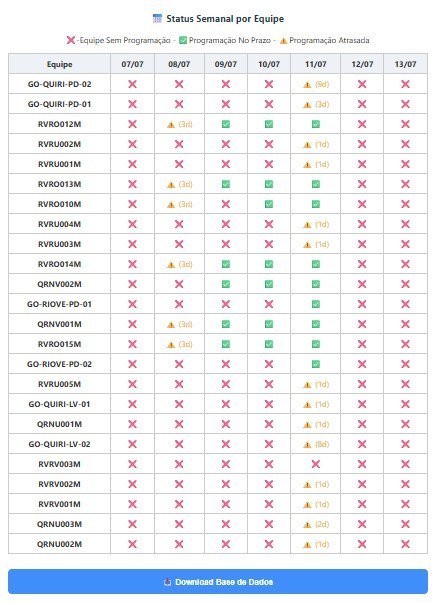 📅 Status Semanal por Equipe
❌ -Equipe Sem Programação - ✅ Programação No Prazo - ⚠️ Programação Atrasada
Equipe 07/07 08/07 09/07 10/07 11/07 12/07 13/07
GO-QUIRI-PD-02 ❌ ❌ ❌ ❌ ⚠️ (9d) ❌ ❌
GO-QUIRI-PD-01 ❌ ❌ ❌ ❌ ⚠️ (3d) ❌ ❌
RVRO012M ❌ ⚠️ (3d) ✅ ✅ ✅ ❌ ❌
RVRU002M ❌ ❌ ❌ ❌ ⚠️ (1d) ❌ ❌
RVRU001M ❌ ❌ ❌ ❌ ⚠️ (1d) ❌ ❌
RVRO013M ❌ ⚠️ (3d) ✅ ✅ ✅ ❌ ❌
RVRO010M ❌ ⚠️ (3d) ❌ ✅ ✅ ❌ ❌
RVRU004M ❌ ❌ ❌ ❌ ⚠️ (1d) ❌ ❌
RVRU003M ❌ ❌ ❌ ❌ ⚠️ (1d) ❌ ❌
RVRO014M ❌ ⚠️ (3d) ✅ ✅ ✅ ❌ ❌
QRNV002M ❌ ❌ ✅ ✅ ✅ ❌ ❌
GO-RIOVE-PD-01 ❌ ❌ ❌ ❌ ✅ ❌ ❌
QRNV001M ❌ ⚠️ (3d) ✅ ✅ ✅ ❌ ❌
RVRO015M ❌ ⚠️ (3d) ✅ ✅ ✅ ❌ ❌
GO-RIOVE-PD-02 ❌ ❌ ❌ ❌ ✅ ❌ ❌
RVRU005M ❌ ❌ ❌ ❌ ⚠️ (1d) ❌ ❌
GO-QUIRI-LV-01 ❌ ❌ ❌ ❌ ⚠️ (1d) ❌ ❌
QRNU001M ❌ ❌ ❌ ❌ ⚠️ (1d) ❌ ❌
GO-QUIRI-LV-02 ❌ ❌ ❌ ❌ ⚠️ (8d) ❌ ❌
RVRV003M ❌ ❌ ❌ ❌ ❌ ❌ ❌
RVRV002M ❌ ❌ ❌ ❌ ⚠️ (1d) ❌ ❌
RVRV001M ❌ ❌ ❌ ❌ ⚠️ (1d) ❌ ❌
QRNU003M ❌ ❌ ❌ ❌ ⚠️ (2d) ❌ ❌
QRNU002M ❌ ❌ ❌ ❌ ⚠️ (1d) ❌ ❌
Download Base de Dados